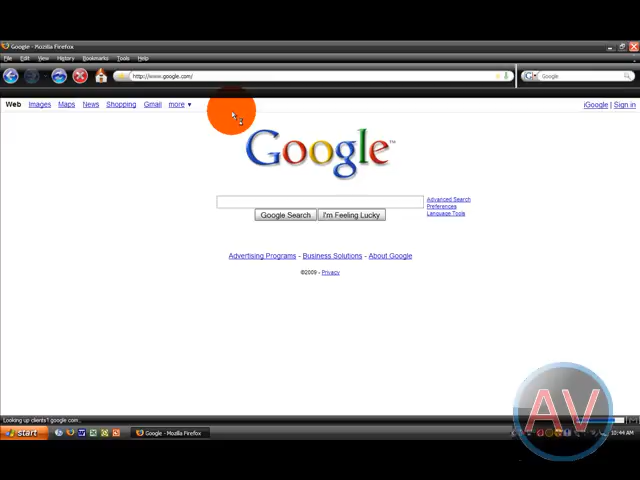 Google - Mozilla Firefox
File Edit View History Bookmarks Tools Help
http://www.google.com/
G Google
Web Images Maps News Shopping Gmail more ▼
iGoogle | Sign in
Google™
Advanced Search
Preferences
Language Tools
Google Search I'm Feeling Lucky
Advertising Programs - Business Solutions - About Google
©2009 - Privacy
AV
Looking up clients1.google.com...
start Google - Mozilla Firefox 10:44 AM